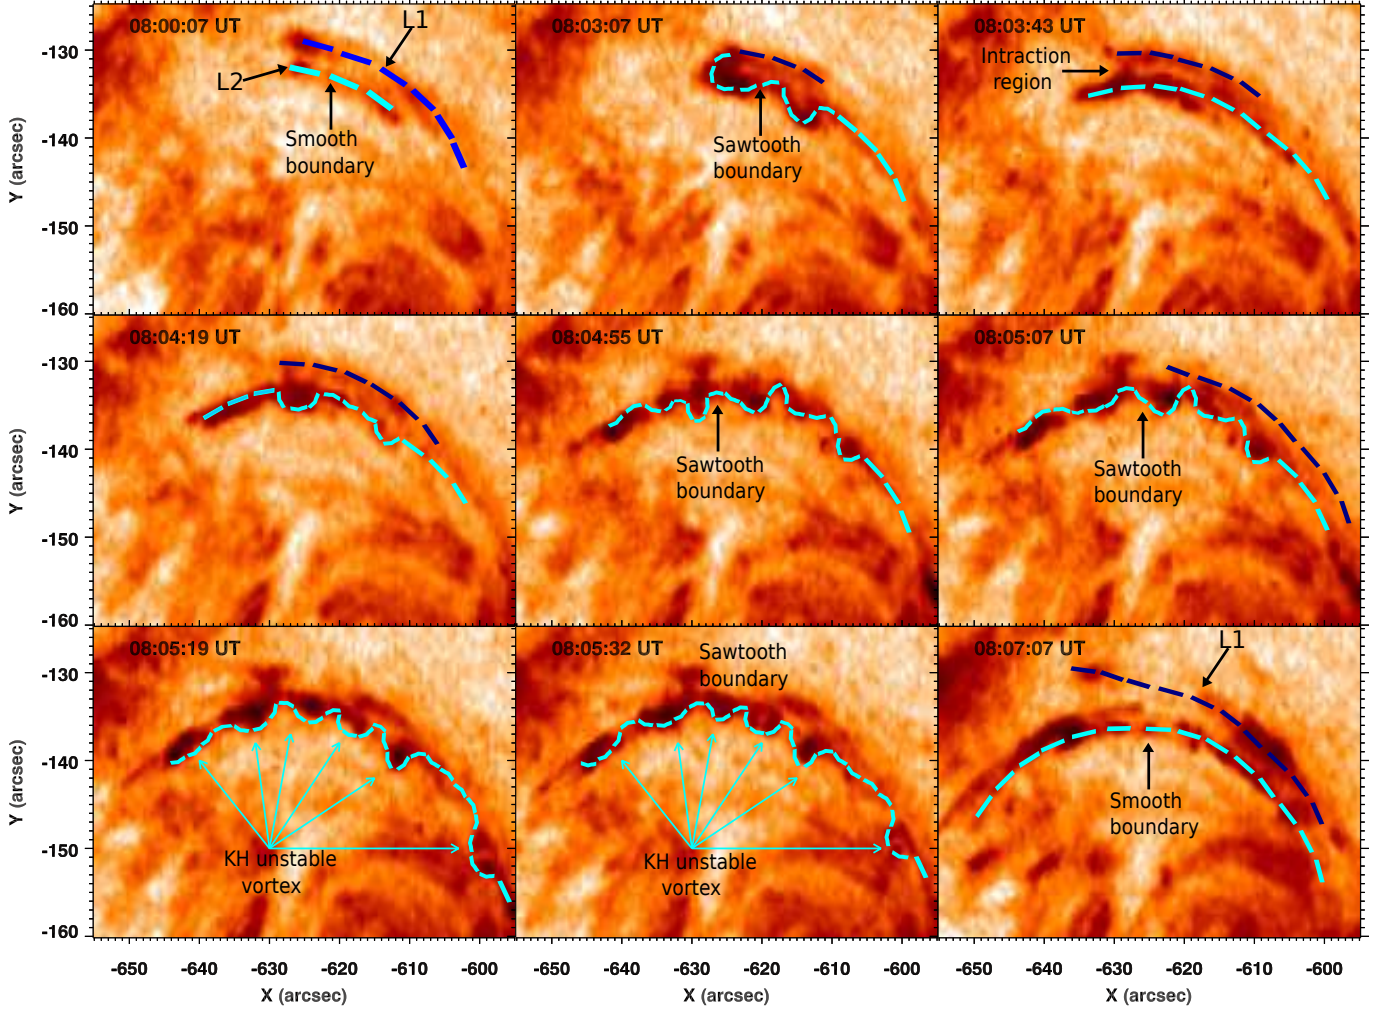 08:00:07 UT
L1
L2
Smooth
boundary
08:03:07 UT
Sawtooth
boundary
08:03:43 UT
Intraction
region
-130
-140
-150
-160
Y (arcsec)
08:04:19 UT
08:04:55 UT
Sawtooth
boundary
08:05:07 UT
Sawtooth
boundary
-130
-140
-150
-160
Y (arcsec)
08:05:19 UT
KH unstable
vortex
08:05:32 UT
Sawtooth
boundary
KH unstable
vortex
08:07:07 UT
L1
Smooth
boundary
-130
-140
-150
-160
Y (arcsec)
-650 -640 -630 -620 -610 -600
X (arcsec)
-650 -640 -630 -620 -610 -600
X (arcsec)
-650 -640 -630 -620 -610 -600
X (arcsec)